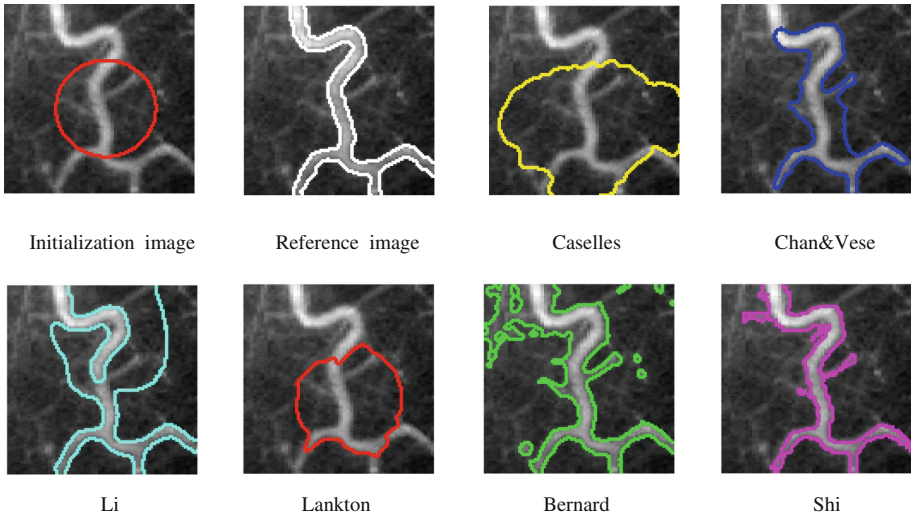 Initialization image
Reference image
Caselles
Chan&Vese
Li
Lankton
Bernard
Shi